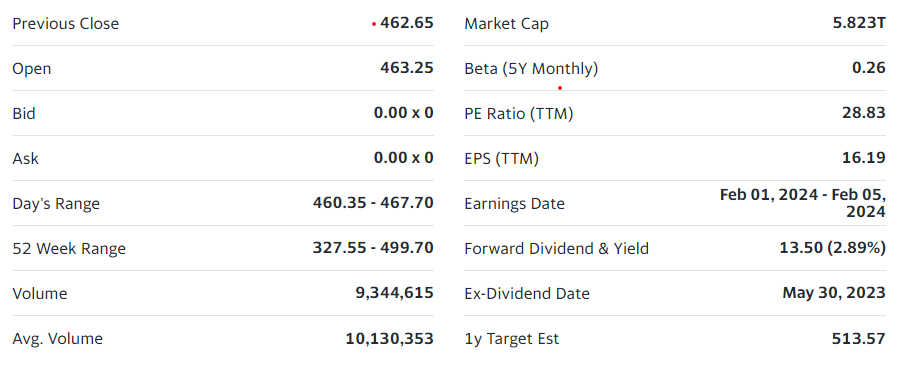 Previous Close 462.65
Open 463.25
Bid 0.00 x 0
Ask 0.00 x 0
Day's Range 460.35 - 467.70
52 Week Range 327.55 - 499.70
Volume 9,344,615
Avg. Volume 10,130,353
Market Cap 5.823T
Beta (5Y Monthly) 0.26
PE Ratio (TTM) 28.83
EPS (TTM) 16.19
Earnings Date Feb 01, 2024 - Feb 05,
2024
Forward Dividend & Yield 13.50 (2.89%)
Ex-Dividend Date May 30, 2023
1y Target Est 513.57